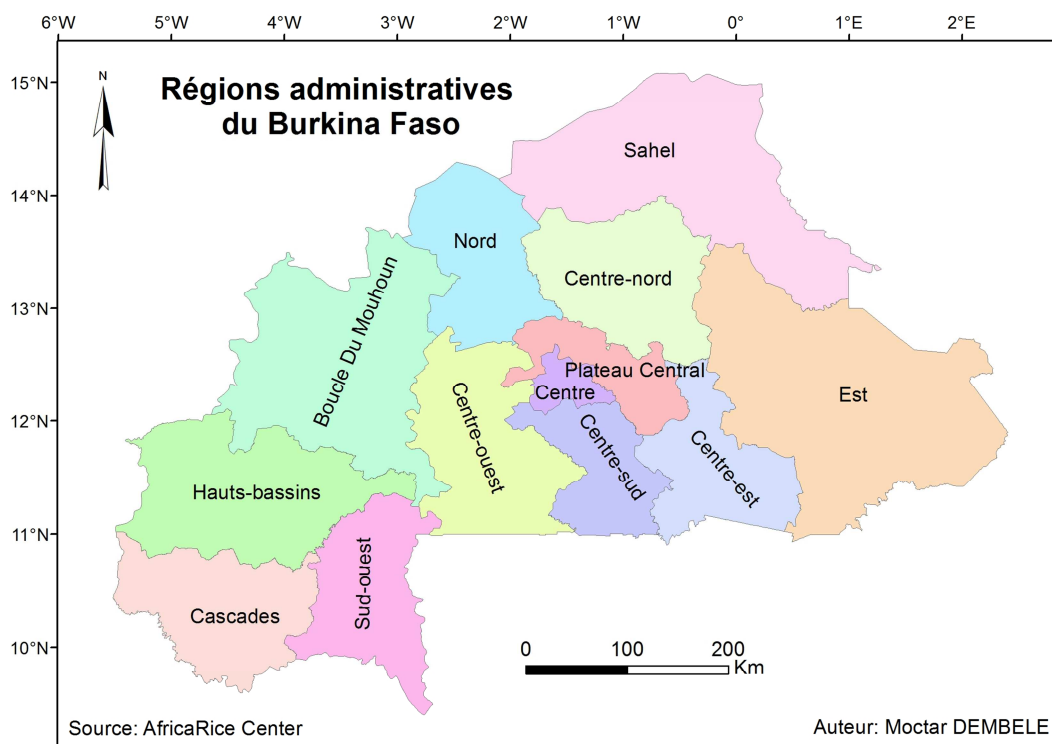 6°W 5°W 4°W 3°W 2°W 1°W 0° 1°E 2°E
15°N
14°N
13°N
12°N
11°N
10°N
N
Régions administratives
du Burkina Faso
Sahel
Nord
Centre-nord
Boucle Du Mouhoun
Plateau Central
Centre
Est
Centre-ouest
Centre-sud
Centre-est
Hauts-bassins
Sud-ouest
Cascades
0 100 200
Km
Source: AfricaRice Center
Auteur: Moctar DEMBELE